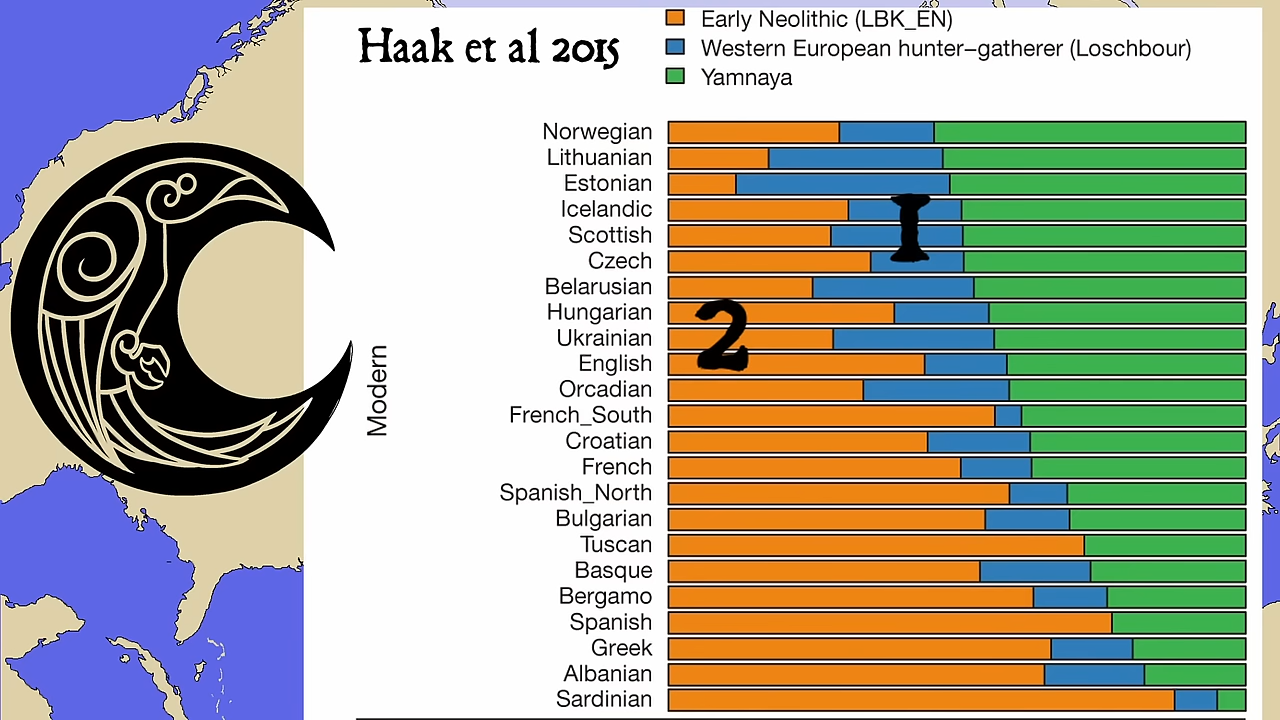 Haak et al 2015
Early Neolithic (LBK_EN)
Western European hunter–gatherer (Loschbour)
Yamnaya
Modern
Norwegian
Lithuanian
Estonian
Icelandic
Scottish
Czech
Belarusian
Hungarian
Ukrainian
English
Orcadian
French_South
Croatian
French
Spanish_North
Bulgarian
Tuscan
Basque
Bergamo
Spanish
Greek
Albanian
Sardinian
1
2